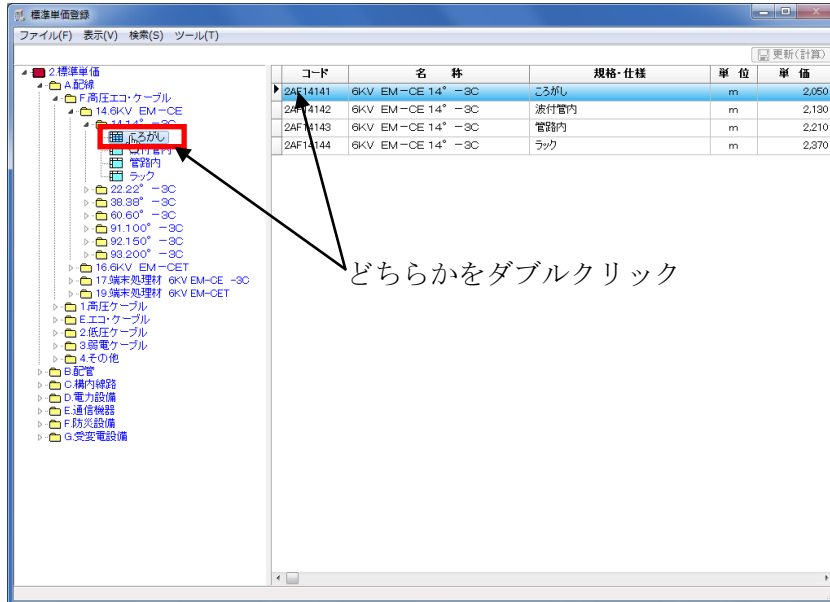 標準単価登録
ファイル(F) 表示(V) 検索(S) ツール(T)
更新(計算)
2.標準単価
A.配線
F.高圧エコ・ケーブル
14.6KV EM-CE
14.14°-3C
ころがし
波付管内
管路内
ラック
22.22°-3C
38.38°-3C
60.60°-3C
91.100°-3C
92.150°-3C
93.200°-3C
16.6KV EM-CET
17.端末処理材 6KV EM-CE -3C
19.端末処理材 6KV EM-CET
1.高圧ケーブル
E.エコ・ケーブル
2.低圧ケーブル
3.弱電ケーブル
4.その他
B.配管
C.構内線路
D.電力設備
E.通信機器
F.防災設備
G.受変電設備
コード 名 称 規格・仕様 単 位 単 価
2AF14141 6KV EM-CE 14°-3C ころがし m 2,050
2AF14142 6KV EM-CE 14°-3C 波付管内 m 2,130
2AF14143 6KV EM-CE 14°-3C 管路内 m 2,210
2AF14144 6KV EM-CE 14°-3C ラック m 2,370
どちらかをダブルクリック